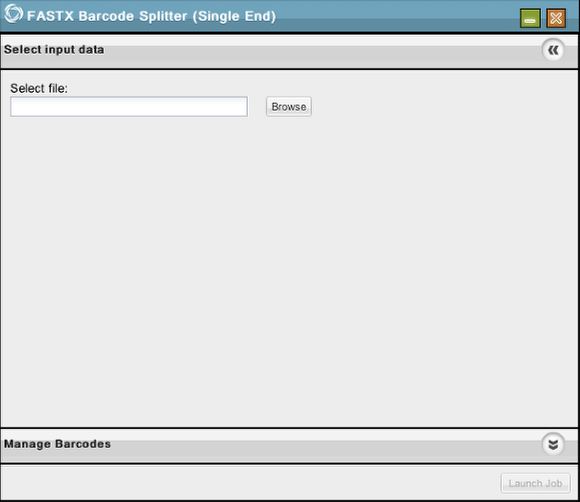 FASTX Barcode Splitter (Single End)
Select input data
Select file:
Browse
Manage Barcodes
Launch Job